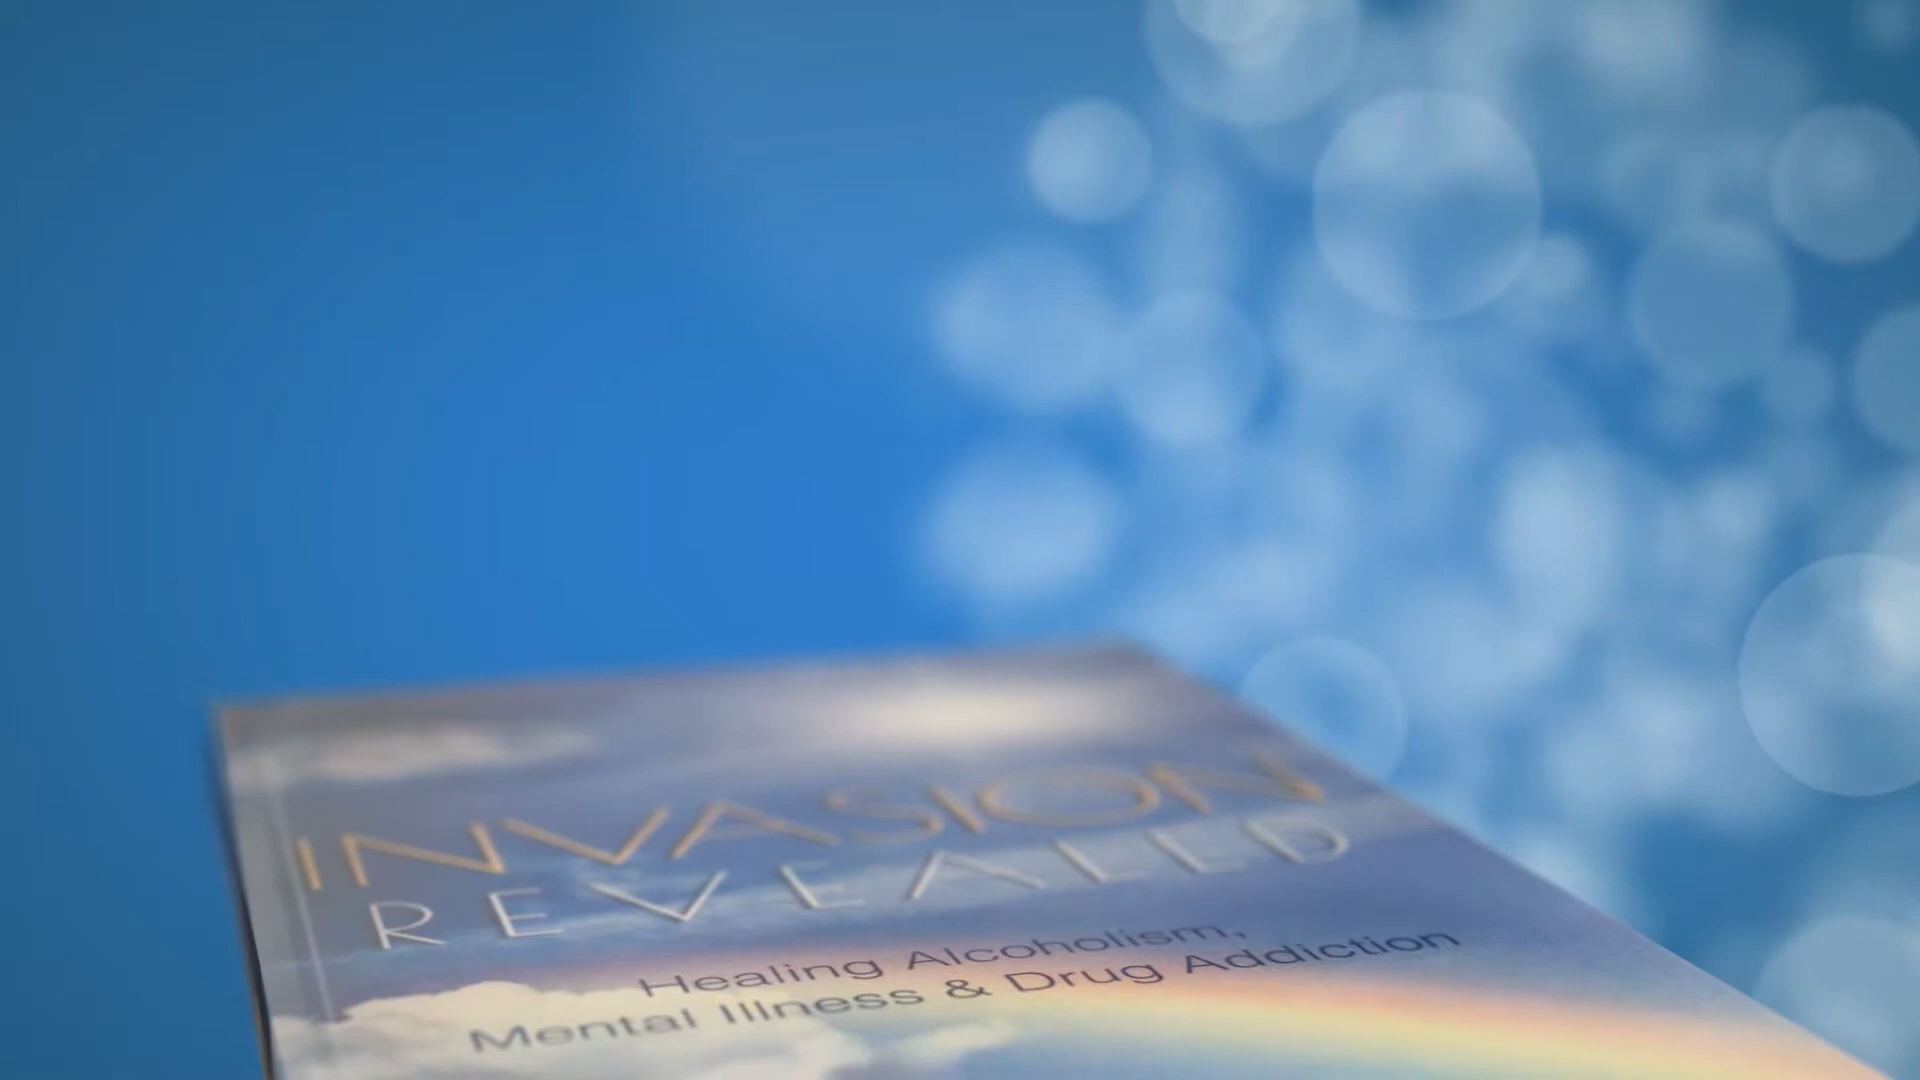 INVASION
REVEALED
Healing Alcoholism,
Mental Illness & Drug Addiction